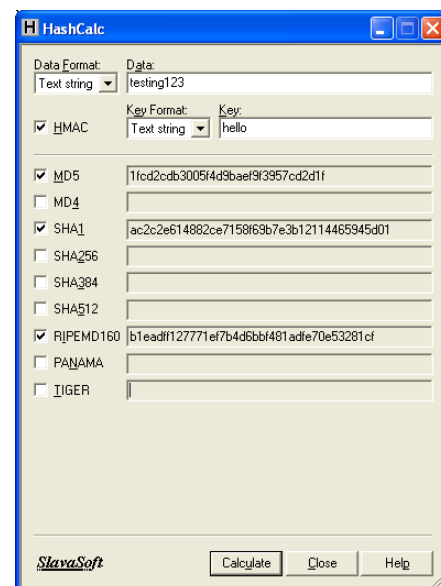 HashCalc
Data Format: Data:
Text string testing123
Key Format: Key:
HMAC Text string hello
MD5 1fcd2cdb3005f4d9baef9f3957cd2d1f
MD4
SHA1 ac2c2e614882ce7158f69b7e3b12114465945d01
SHA256
SHA384
SHA512
RIPEMD160 b1eadff127771ef7b4d6bbf481adfe70e53281cf
PANAMA
TIGER
SlavaSoft Calculate Close Help